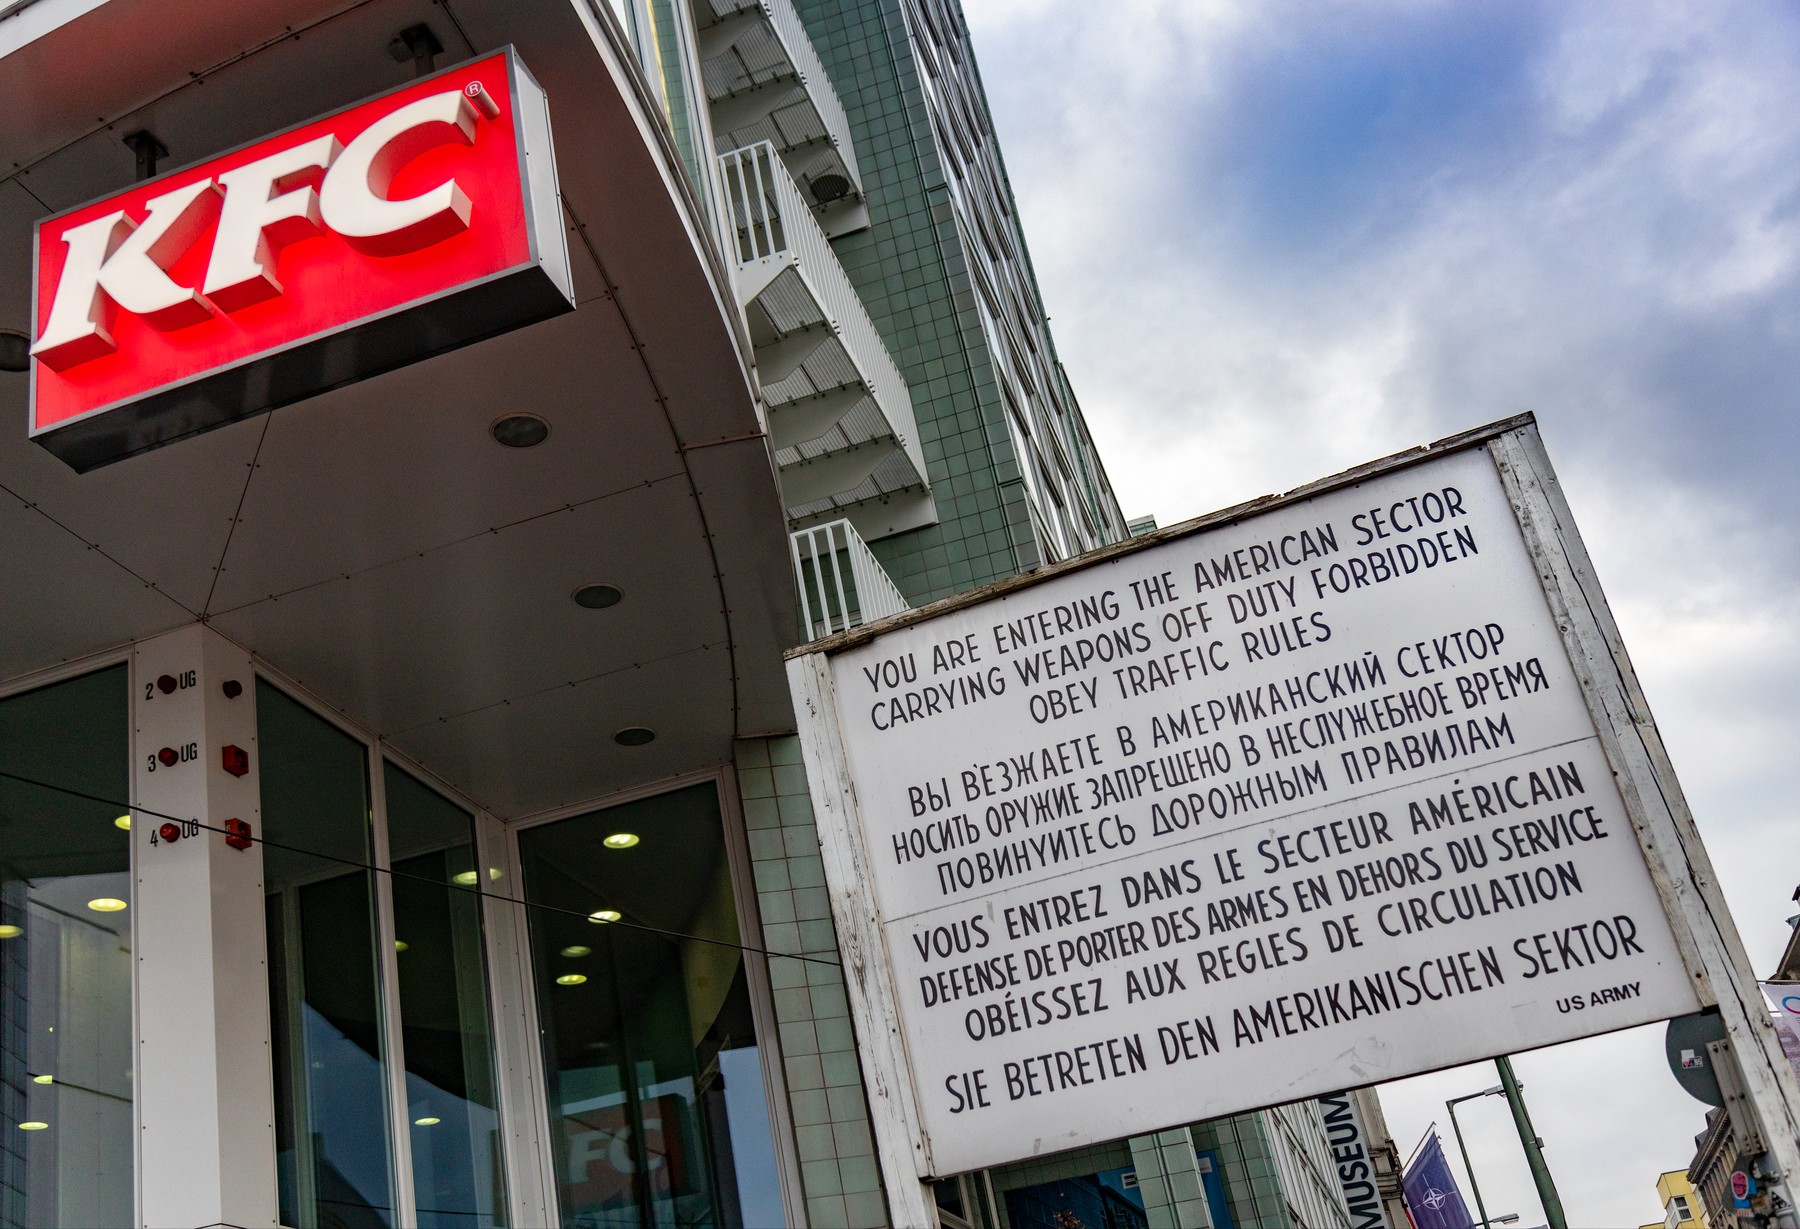 KFC®
2 UG
3 UG
4 UG
YOU ARE ENTERING THE AMERICAN SECTOR
CARRYING WEAPONS OFF DUTY FORBIDDEN
OBEY TRAFFIC RULES
ВЫ ВЪЕЗЖАЕТЕ В АМЕРИКАНСКИЙ СЕКТОР
НОСИТЬ ОРУЖИЕ ЗАПРЕЩЕНО В НЕСЛУЖЕБНОЕ ВРЕМЯ
ПОВИНУЙТЕСЬ ДОРОЖНЫМ ПРАВИЛАМ
VOUS ENTREZ DANS LE SECTEUR AMÉRICAIN
DEFENSE DE PORTER DES ARMES EN DEHORS DU SERVICE
OBÉISSEZ AUX REGLES DE CIRCULATION
SIE BETRETEN DEN AMERIKANISCHEN SEKTOR
US ARMY
MUSEUM
FC